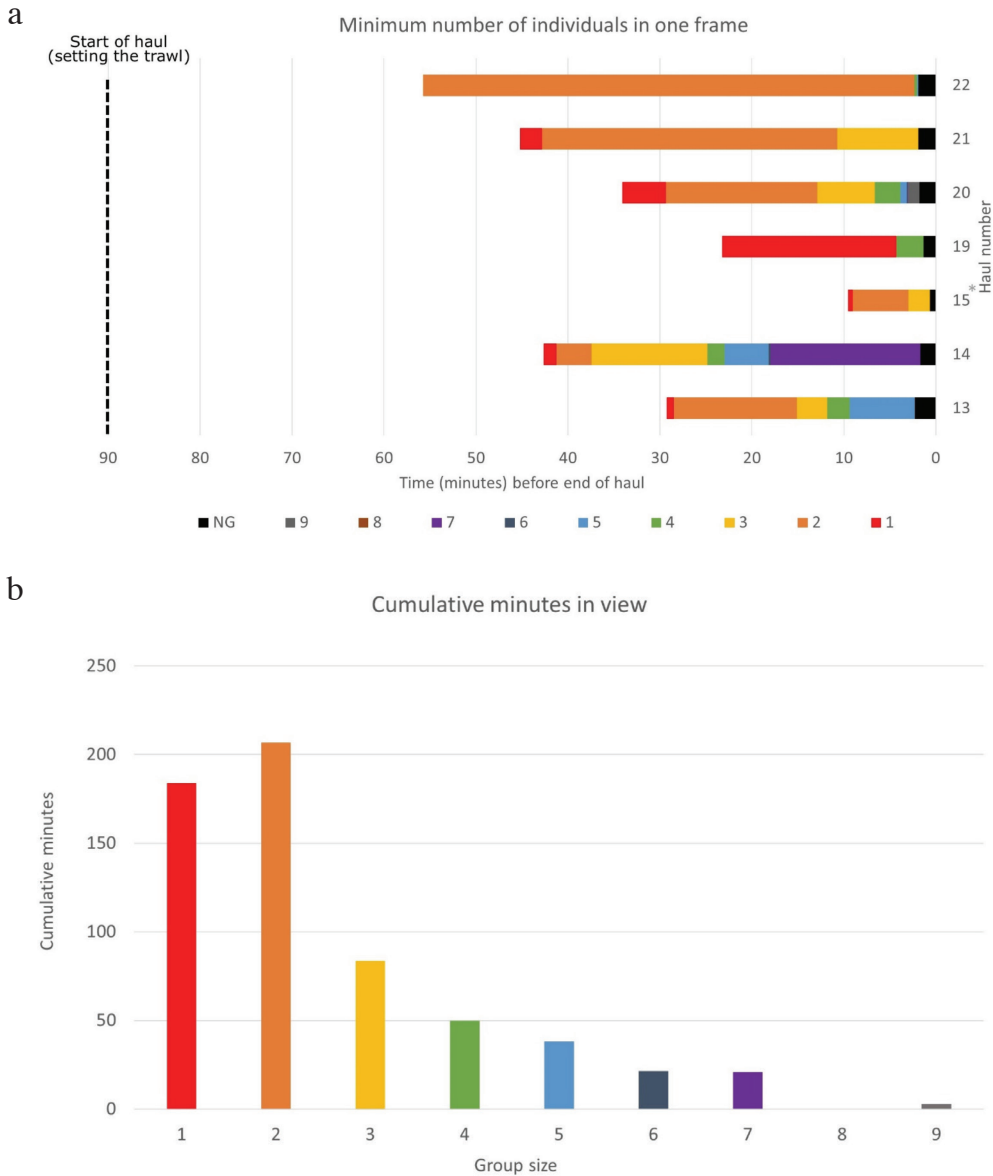 a
Minimum number of individuals in one frame
Start of haul
(setting the trawl)
22
21
20
19
15*
14
13
Haul number
90 80 70 60 50 40 30 20 10 0
Time (minutes) before end of haul
NG 9 8 7 6 5 4 3 2 1
b
Cumulative minutes in view
250
200
150
100
50
0
Cumulative minutes
1 2 3 4 5 6 7 8 9
Group size